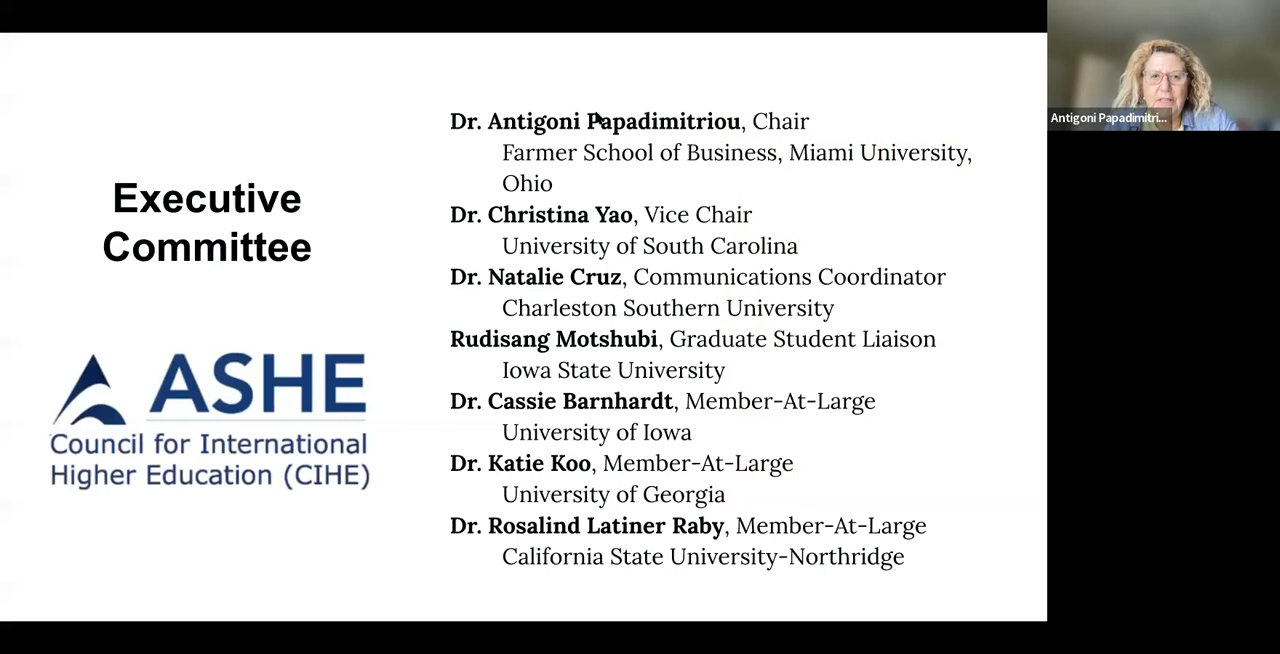 Executive
Committee
ASHE
Council for International
Higher Education (CIHE)
Dr. Antigoni Papadimitriou, Chair
Farmer School of Business, Miami University,
Ohio
Dr. Christina Yao, Vice Chair
University of South Carolina
Dr. Natalie Cruz, Communications Coordinator
Charleston Southern University
Rudisang Motshubi, Graduate Student Liaison
Iowa State University
Dr. Cassie Barnhardt, Member-At-Large
University of Iowa
Dr. Katie Koo, Member-At-Large
University of Georgia
Dr. Rosalind Latiner Raby, Member-At-Large
California State University-Northridge
Antigoni Papadimitri...